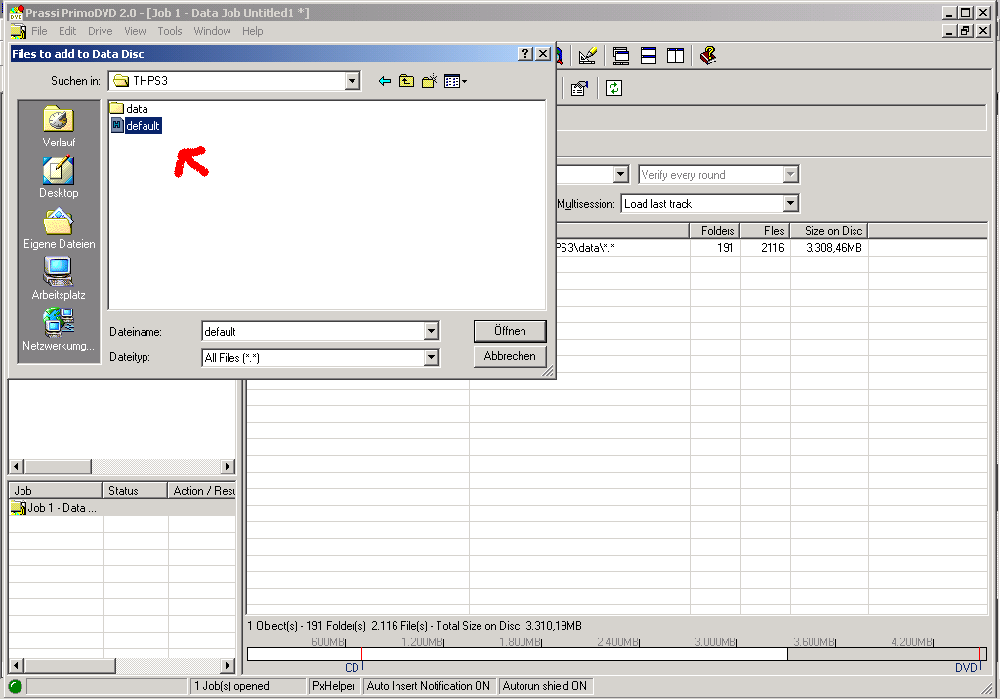 Prassi PrimoDVD 2.0 - [Job 1 - Data Job Untitled1 *]
File Edit Drive View Tools Window Help
Files to add to Data Disc
Suchen in: THPS3
data
default
Verlauf
Desktop
Eigene Dateien
Arbeitsplatz
Netzwerkumg...
Dateiname: default Öffnen
Dateityp: All Files (*.*) Abbrechen
Verify every round
Multisession: Load last track
Folders Files Size on Disc
PS3\data\*.* 191 2116 3.308,46MB
Job Status Action / Resu
Job 1 - Data ...
1 Object(s) - 191 Folder(s) 2.116 File(s) - Total Size on Disc: 3.310,19MB
600MB 1.200MB 1.800MB 2.400MB 3.000MB 3.600MB 4.200MB
CD DVD
1 Job(s) opened PxHelper Auto Insert Notification ON Autorun shield ON